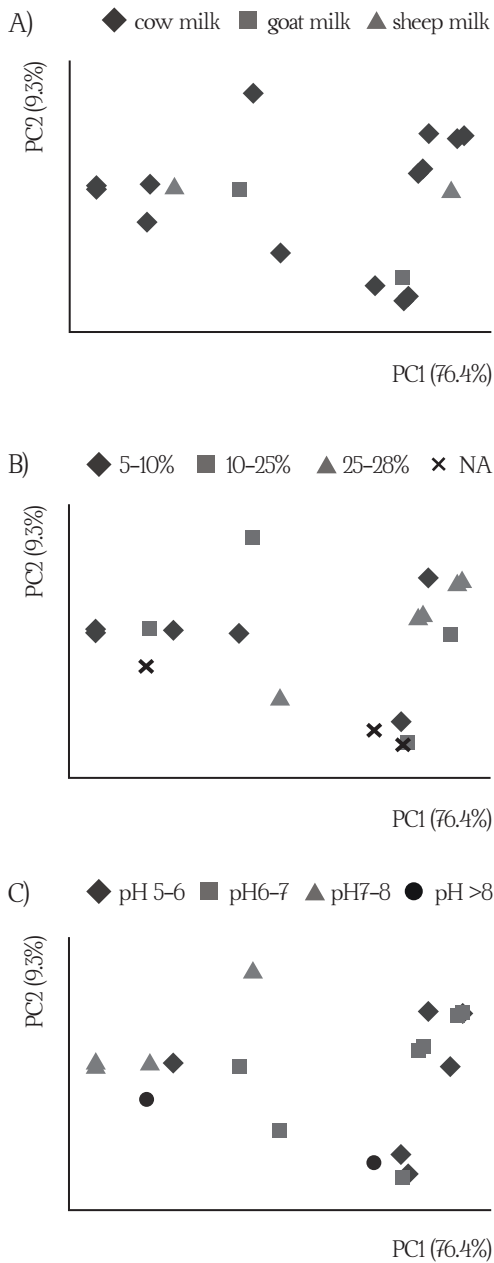 A) cow milk goat milk sheep milk
PC2 (9.3%)
PC1 (76.4%)
B) 5–10% 10–25% 25–28% NA
PC2 (9.3%)
PC1 (76.4%)
C) pH 5–6 pH6–7 pH7–8 pH >8
PC2 (9.3%)
PC1 (76.4%)